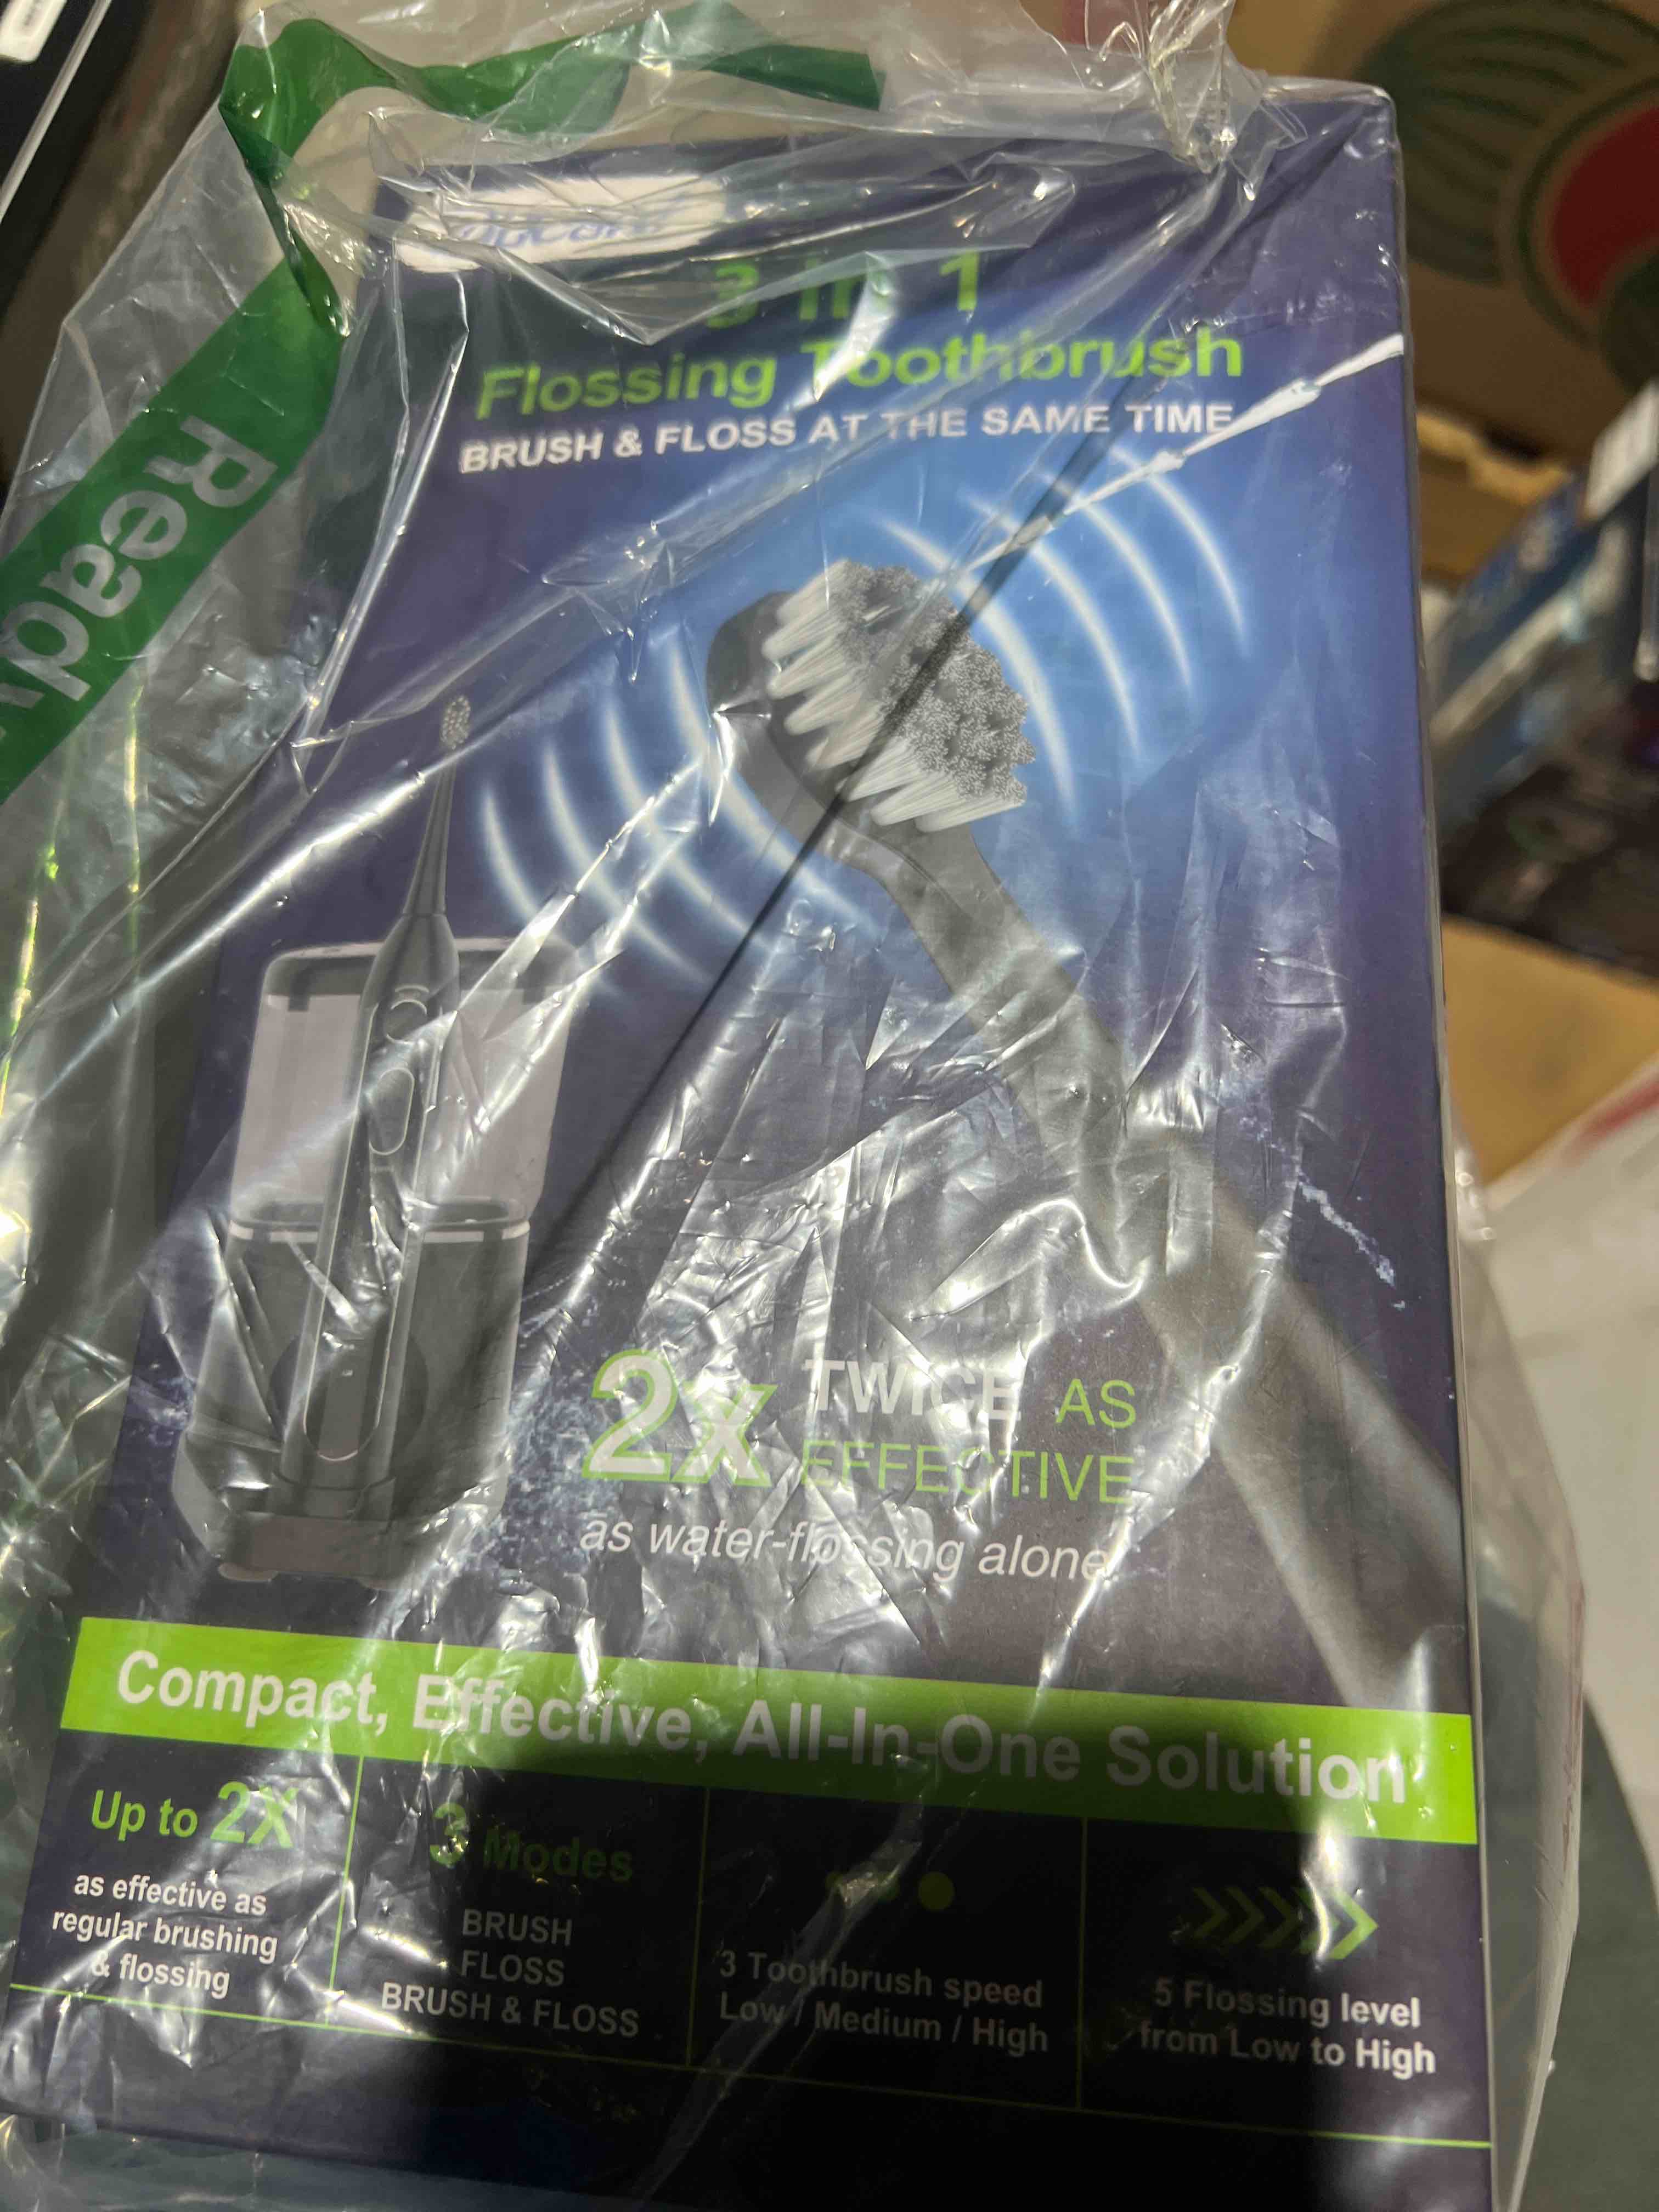 Ready
3 in 1
Flossing Toothbrush
BRUSH & FLOSS AT THE SAME TIME
2x TWICE AS
EFFECTIVE
as water-flossing alone
Compact, Effective, All-In-One Solution
Up to 2X
as effective as
regular brushing
& flossing
3 Modes
BRUSH
FLOSS
BRUSH & FLOSS
3 Toothbrush speed
Low / Medium / High
5 Flossing level
from Low to High